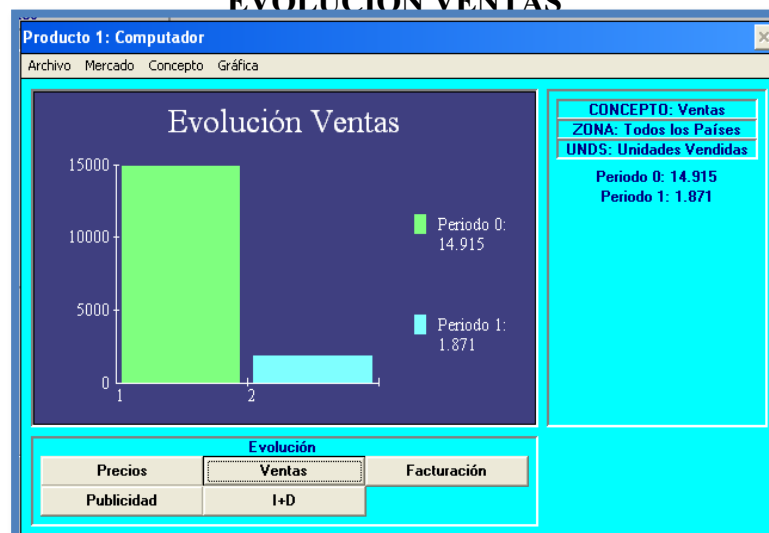 EVOLUCIÓN VENTAS
Producto 1: Computador
Archivo Mercado Concepto Gráfica
Evolución Ventas
15000
10000
5000
0
1
2
Periodo 0:
14.915
Periodo 1:
1.871
CONCEPTO: Ventas
ZONA: Todos los Países
UNDS: Unidades Vendidas
Periodo 0: 14.915
Periodo 1: 1.871
Evolución
Precios Ventas Facturación
Publicidad I+D